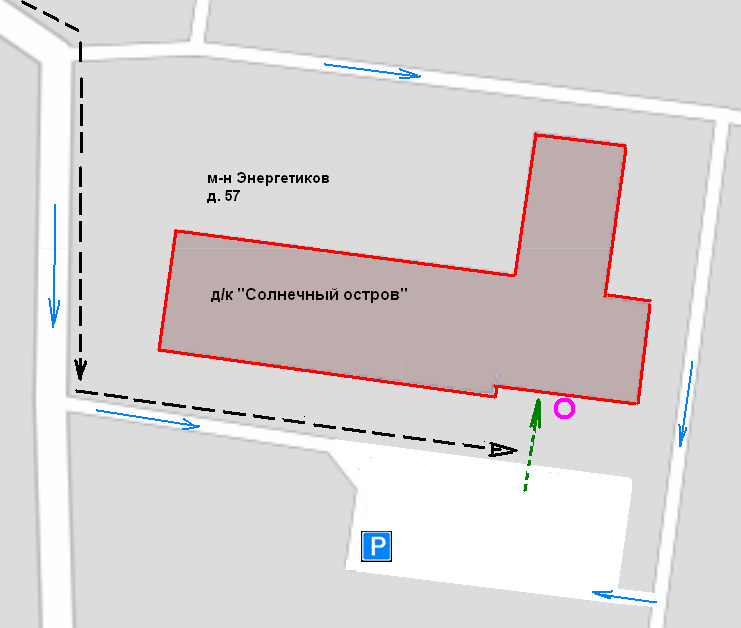 м-н Энергетиков
д. 57
д/к "Солнечный остров"
P